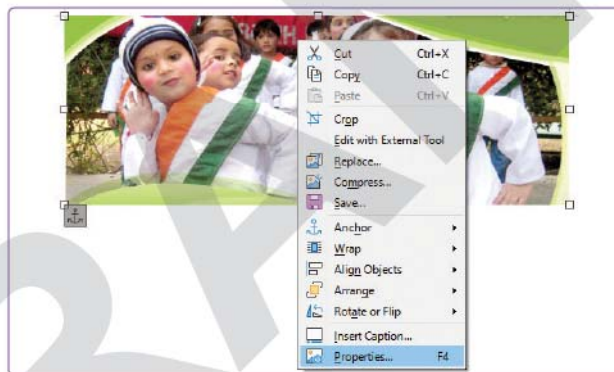 Cut Ctrl+X
Copy Ctrl+C
Paste Ctrl+V
Crop
Edit with External Tool
Replace...
Compress...
Save...
Anchor
Wrap
Align Objects
Arrange
Rotate or Flip
Insert Caption...
Properties... F4